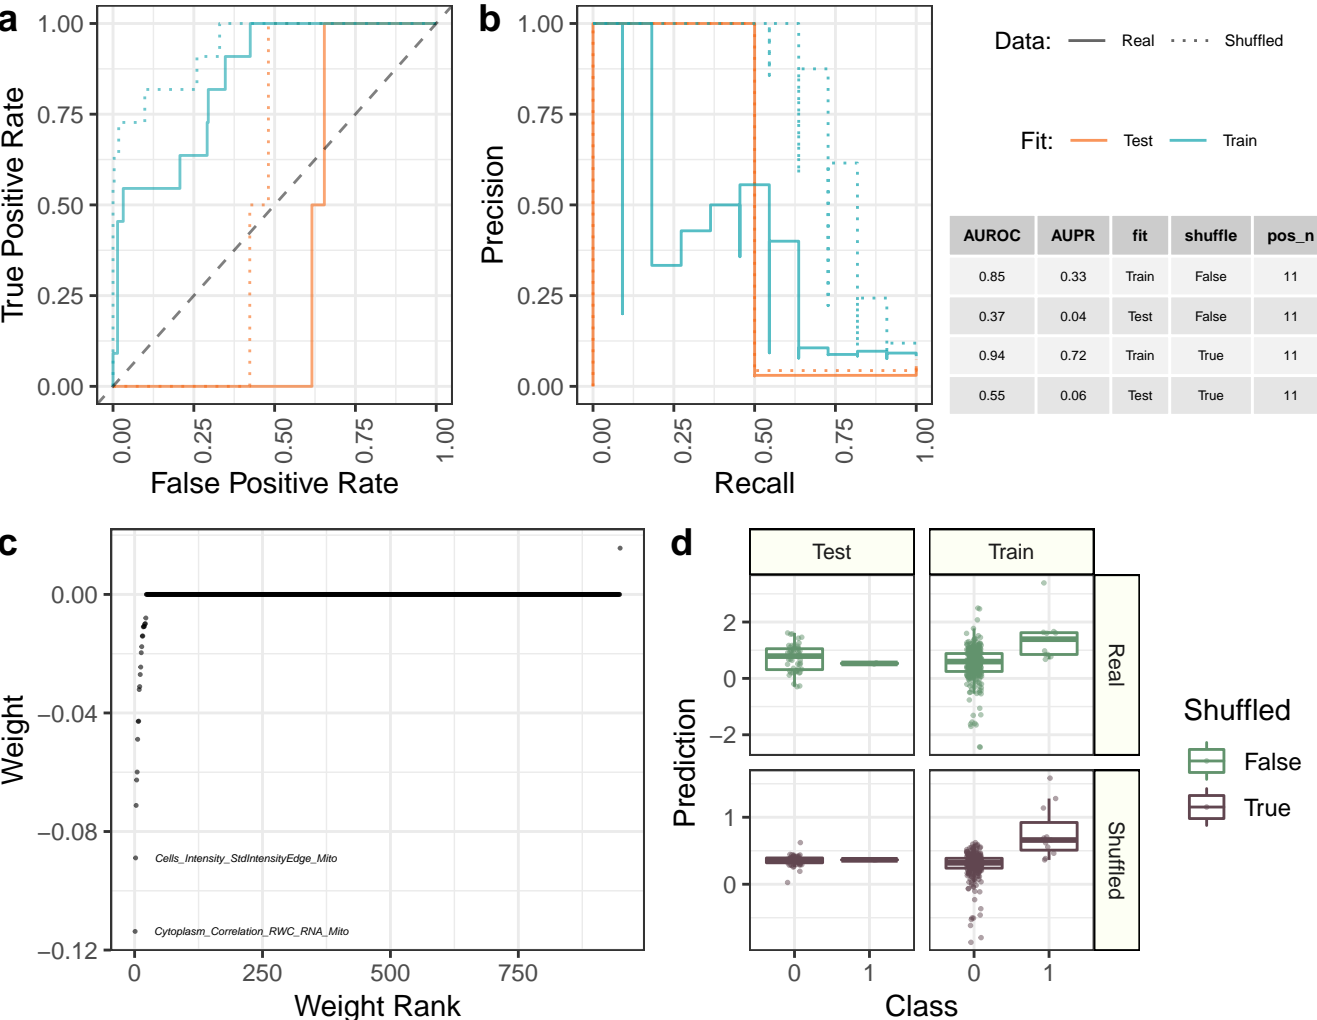 a
1.00
0.75
0.50
0.25
0.00
True Positive Rate
0.00
0.25
0.50
0.75
1.00
False Positive Rate
b
1.00
0.75
0.50
0.25
0.00
Precision
0.00
0.25
0.50
0.75
1.00
Recall
Data: Real Shuffled
Fit: Test Train
AUROC AUPR fit shuffle pos_n
0.85 0.33 Train False 11
0.37 0.04 Test False 11
0.94 0.72 Train True 11
0.55 0.06 Test True 11
c
0.00
−0.04
−0.08
−0.12
Weight
Cells_Intensity_StdIntensityEdge_Mito
Cytoplasm_Correlation_RWC_RNA_Mito
0 250 500 750
Weight Rank
d
Test Train
2
0
−2
Real
1
0
Shuffled
Prediction
0 1 0 1
Class
Shuffled
False
True